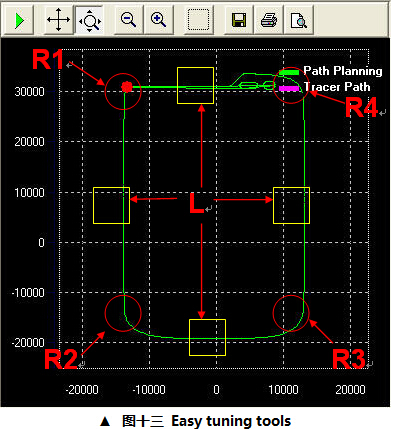 R1
Path Planning
Tracer Path
R4
30000
20000
10000
L
0
-10000
-20000
R2
R3
-20000 -10000 0 10000 20000
▲ 图十三 Easy tuning tools